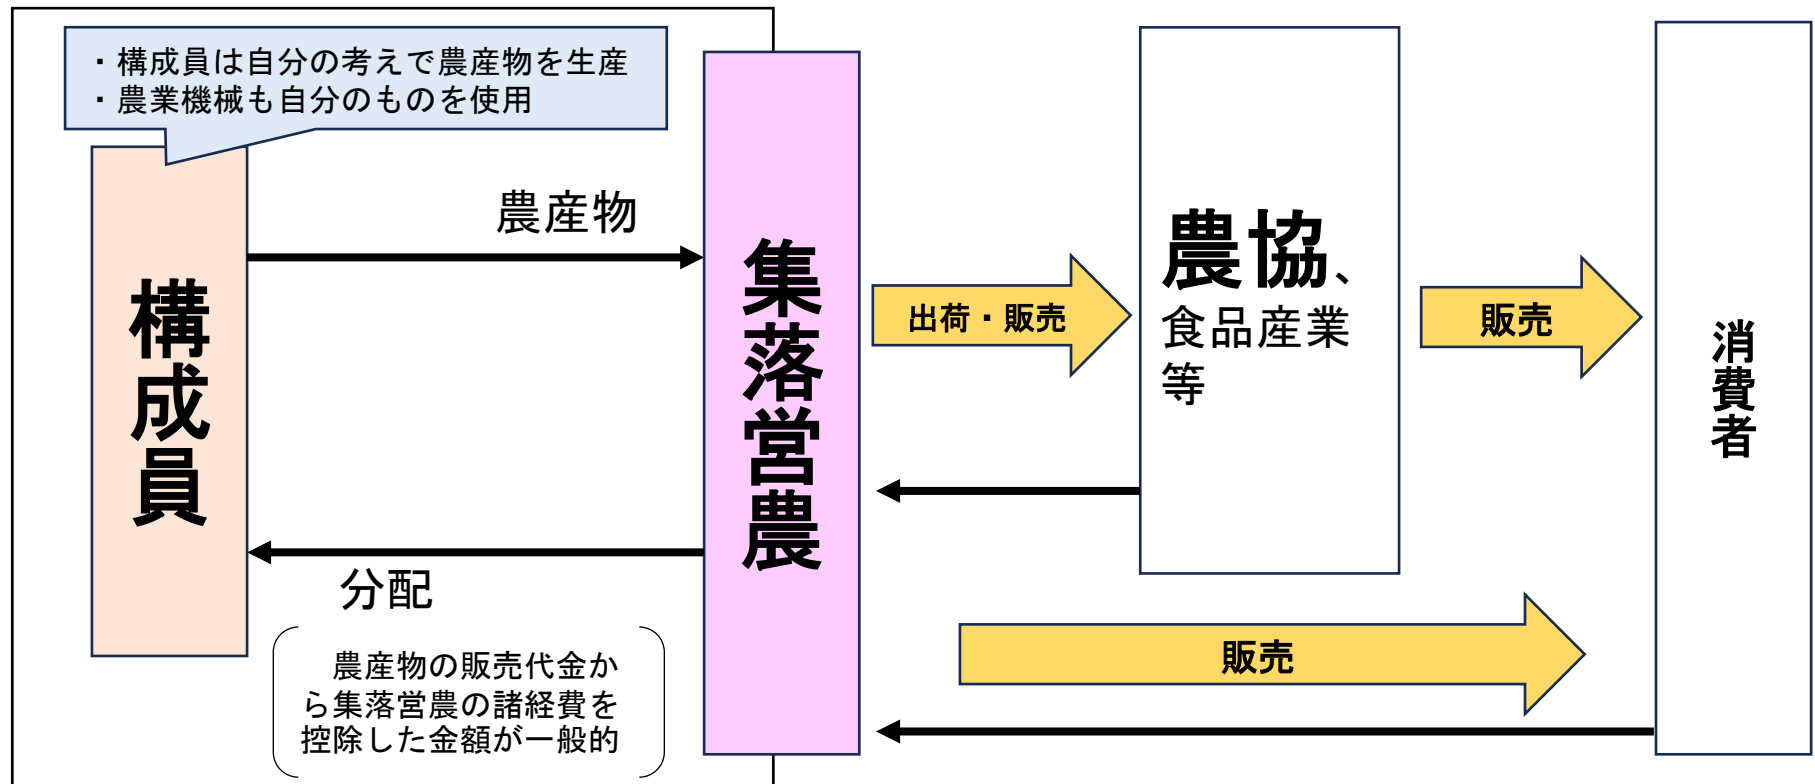 ・構成員は自分の考えで農産物を生産
・農業機械も自分のものを使用
構成員
農産物
分配
農産物の販売代金か
ら集落営農の諸経費を
控除した金額が一般的
集落営農
出荷・販売
農協、
食品産業
等
販売
販売
消費者